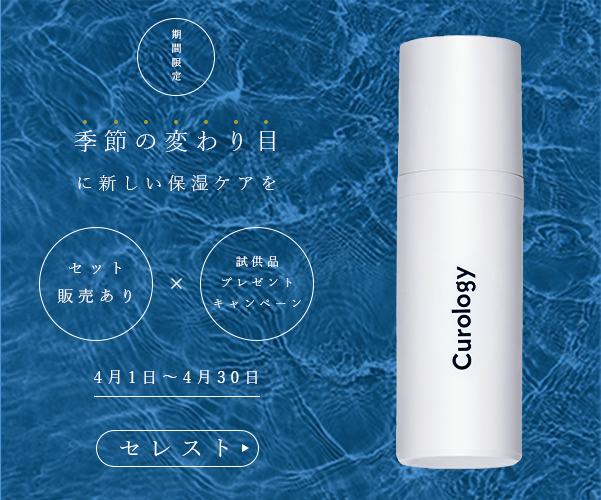 期間限定
季節の変わり目
に新しい保湿ケアを
セット
販売あり
×
試供品
プレゼント
キャンペーン
4月1日～4月30日
セレスト
Curology